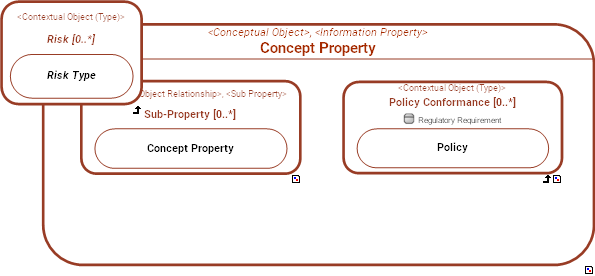 <Contextual Object (Type)>
Risk [0..*]
Risk Type
<Conceptual Object>, <Information Property>
Concept Property
Object Relationship>, <Sub Property>
Sub-Property [0..*]
Concept Property
<Contextual Object (Type)>
Policy Conformance [0..*]
Regulatory Requirement
Policy